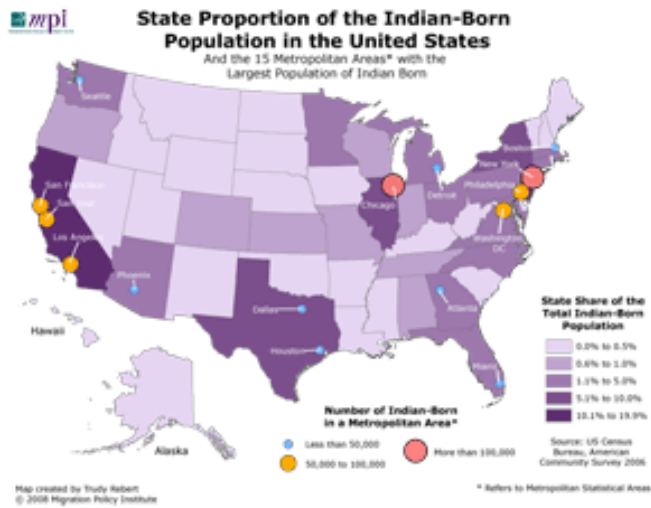 mpi
State Proportion of the Indian-Born
Population in the United States
And the 15 Metropolitan Areas* with the
Largest Population of Indian Born
Seattle
Boston
New York
San Francisco
San Jose
Philadelphia
Chicago
Detroit
Los Angeles
Washington
DC
Phoenix
Dallas
Atlanta
Houston
Miami
Hawaii
Alaska
State Share of the
Total Indian-Born
Population
0.0% to 0.5%
0.6% to 1.0%
1.1% to 5.0%
5.1% to 10.0%
10.1% to 19.9%
Number of Indian-Born
in a Metropolitan Area*
Less than 50,000
50,000 to 100,000
More than 100,000
Source: US Census
Bureau, American
Community Survey 2006
Map created by Trudy Rebert
© 2008 Migration Policy Institute
* Refers to Metropolitan Statistical Areas